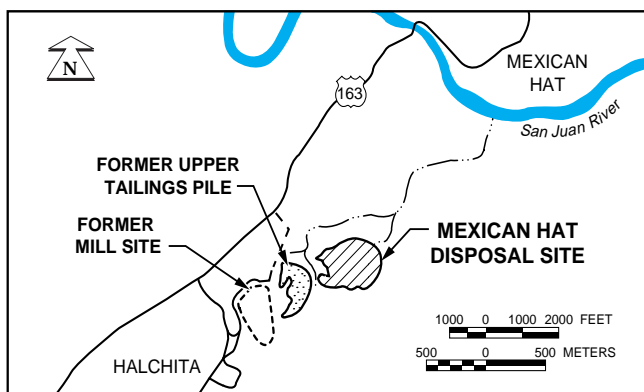 N
163
MEXICAN
HAT
San Juan River
FORMER UPPER
TAILINGS PILE
FORMER
MILL SITE
MEXICAN HAT
DISPOSAL SITE
1000 0 1000 2000 FEET
500 0 500 METERS
HALCHITA